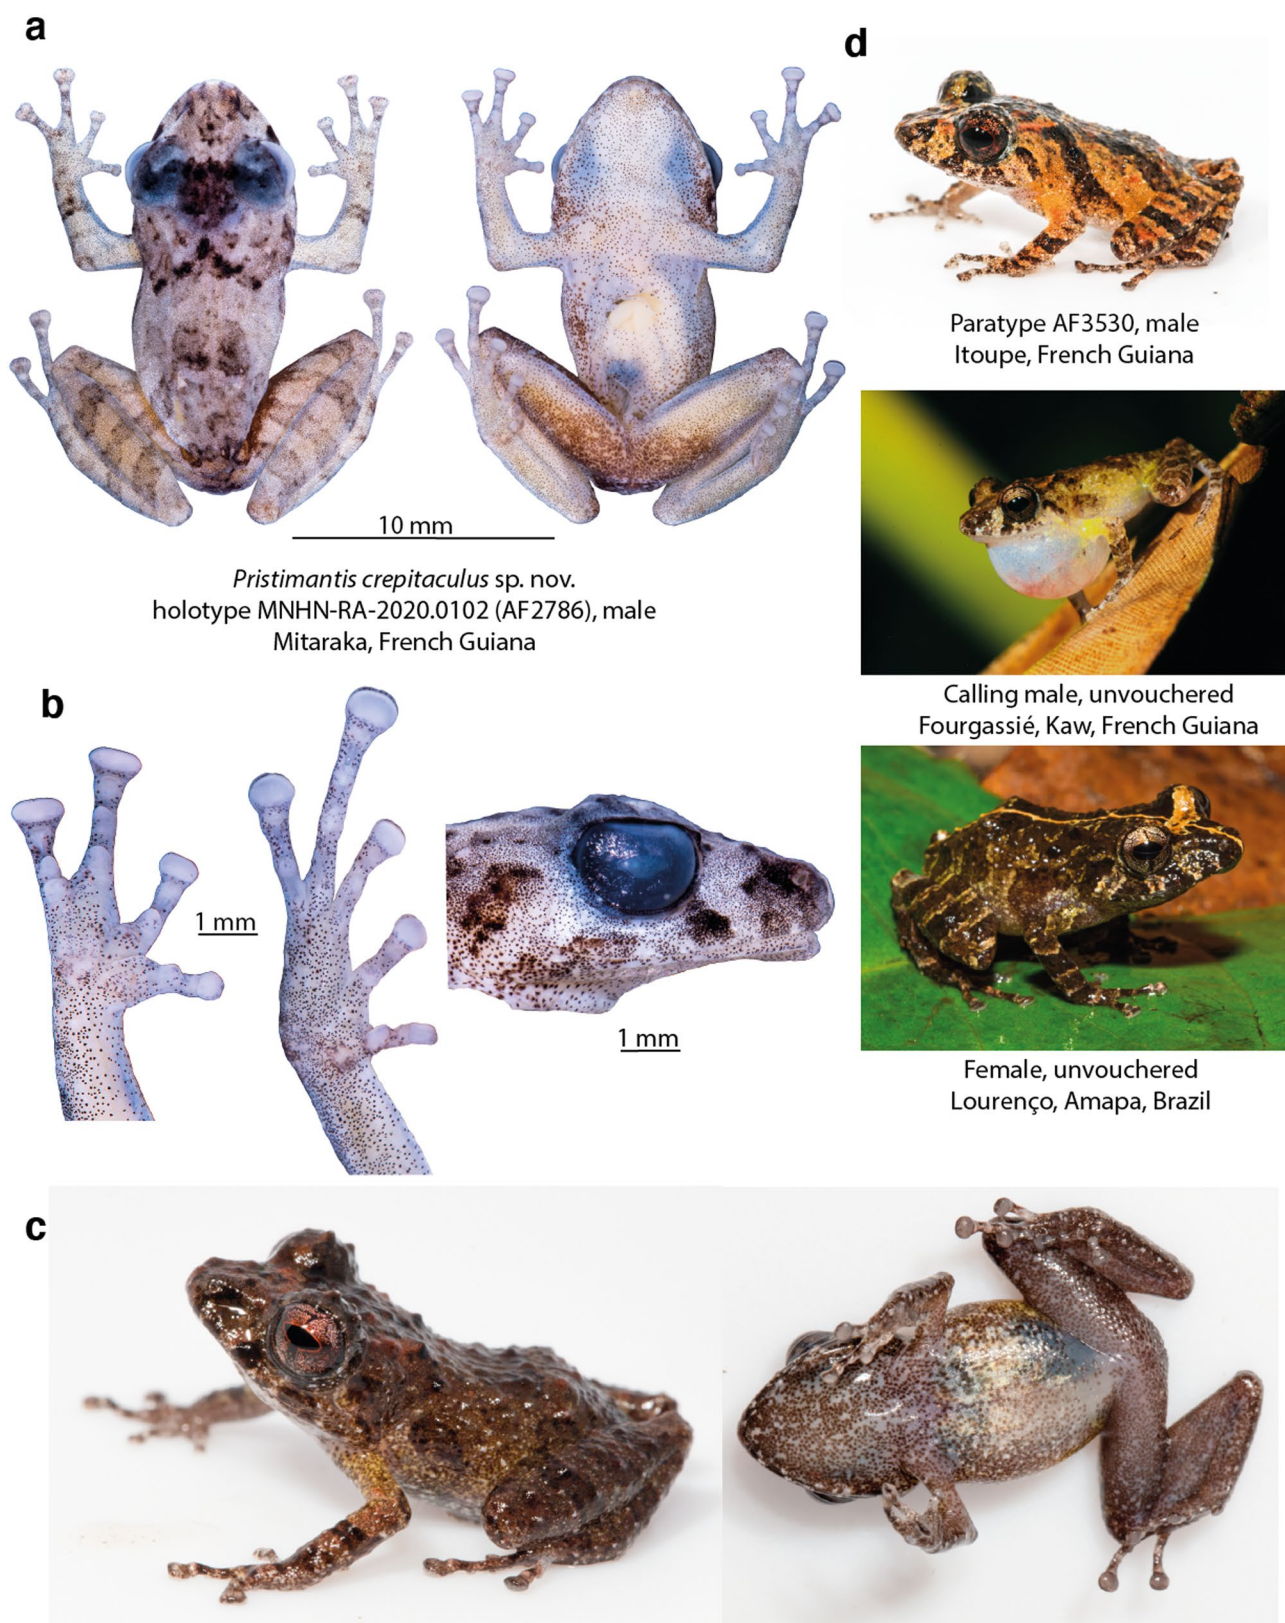 a
10 mm
Pristimantis crepitaculus sp. nov.
holotype MNHN-RA-2020.0102 (AF2786), male
Mitaraka, French Guiana
b
1 mm
1 mm
c
d
Paratype AF3530, male
Itoupe, French Guiana
Calling male, unvouchered
Fourgassié, Kaw, French Guiana
Female, unvouchered
Lourenço, Amapa, Brazil